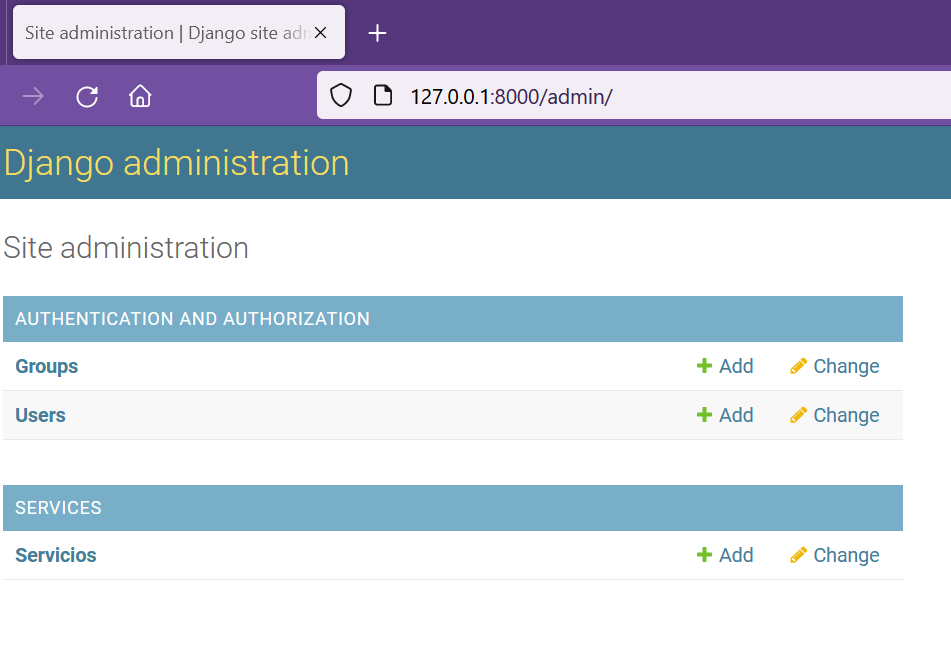 Site administration | Django site adn
127.0.0.1:8000/admin/
Django administration
Site administration
AUTHENTICATION AND AUTHORIZATION
Groups Add Change
Users Add Change
SERVICES
Servicios Add Change